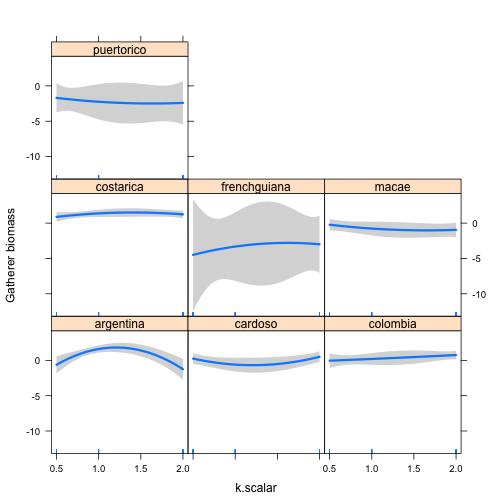 puertorico
0
-5
-10
costarica
frenchguiana
macae
0
-5
-10
Gatherer biomass
argentina
cardoso
colombia
0
-5
-10
0.5 1.0 1.5 2.0
0.5 1.0 1.5 2.0
k.scalar